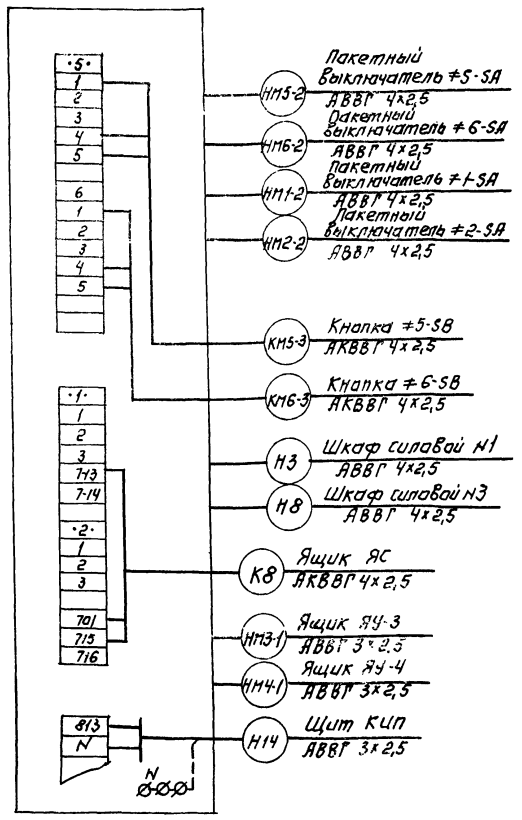 ·5·
1
2
3
4
5
6
1
2
3
4
5
НМ5-2
Пакетный
выключатель ≠5-SA
АВВГ 4×2,5
НМ6-2
Пакетный
выключатель ≠6-SA
АВВГ 4×2,5
НМ1-2
Пакетный
выключатель ≠1-SA
АВВГ 4×2,5
НМ2-2
Пакетный
выключатель ≠2-SA
АВВГ 4×2,5
КМ5-3
Кнопка ≠5-SB
АКВВГ 4×2,5
КМ6-3
Кнопка ≠6-SB
АКВВГ 4×2,5
·1·
1
2
3
713
7-14
·2·
1
2
3
701
715
716
Н3
Шкаф силовой N1
АВВГ 4×2,5
Н8
Шкаф силовой N3
АВВГ 4×2,5
К8
Ящик ЯС
АКВВГ 4×2,5
НМ3-1
Ящик ЯУ-3
АВВГ 3×2,5
НМ4-1
Ящик ЯУ-4
АВВГ 3×2,5
813
N
N
Н14
Щит КИП
АВВГ 3×2,5